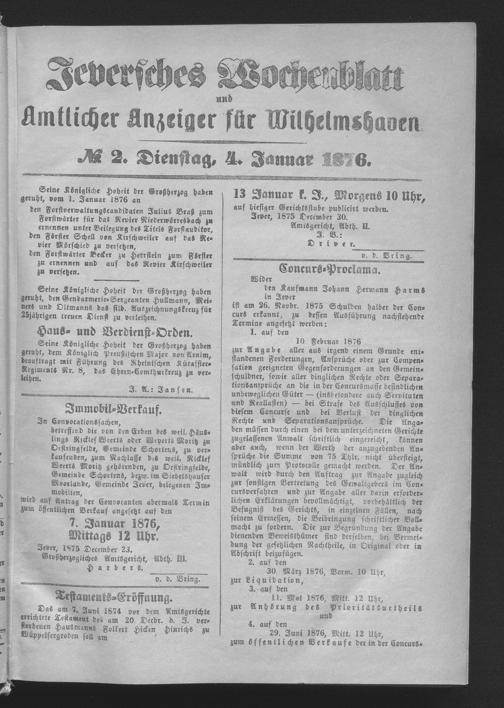 Jeversches Wochenblatt
und
Amtlicher Anzeiger für Wilhelmshaven
№ 2. Dienstag, 4. Januar 1876.
Seine Königliche Hoheit der Großherzog haben
geruht, vom 1. Januar 1876 an
den Forstverwaltungscandidaten Julius Braß zum
Forstwärter für das Revier Niederwörresbach zu
ernennen unter Beilegung des Titels Forstauditor,
den Förster Schell von Kirschweiler auf das Re-
vier Mörschied zu versetzen,
den Forstwärter Becker zu Herrstein zum Förster
zu ernennen und auf das Revier Kirschweiler
zu versetzen.
Seine Königliche Hoheit der Großherzog haben
geruht, den Gendarmerie-Sergeanten Hullmann, Mei-
ners und Oltmanns das silb. Auszeichnungskreuz für
25jährigen treuen Dienst zu verleihen.
Haus- und Verdienst-Orden.
Seine Königliche Hoheit der Großherzog haben
geruht, dem Königlich Preußischen Major von Arnim,
beauftragt mit Führung des Rheinischen Kürassier-
Regiments Nr. 8, das Ehren-Comthurkreuz zu ver-
leihen.
J. A.: Jansen.
Immobil-Verkauf.
In Convocationssachen,
betreffend die von den Erben des weil. Häus-
lings Ricklef Weerts oder Weyerts Moritz zu
Oestringfelde, Gemeinde Schortens, zu ver-
kaufenden, zum Nachlasse des weil. Ricklef
Weerts Moritz gehörenden, zu Oestringfelde,
Gemeinde Schortens, bezw. im Siebelshauser
Moorlande, Gemeinde Jever, belegenen Im-
mobilien,
wird auf Antrag der Convocanten abermals Termin
zum öffentlichen Verkauf angesetzt auf den
7. Januar 1876,
Mittags 12 Uhr.
Jever, 1875 December 23.
Großherzogliches Amtsgericht, Abth. III.
Harbers.
v. d. Bring.
Testaments-Eröffnung.
Das am 7. Juni 1874 vor dem Amtsgerichte
errichtete Testament des am 20. Decbr. d. J. ver-
storbenen Hausmanns Folkert Hicken Hinrichs zu
Wüppelsergroden soll am
13 Januar k. J., Morgens 10 Uhr,
auf hiesiger Gerichtsstube publicirt werden.
Jever, 1875 December 30.
Amtsgericht, Abth. II.
J. V.:
Driver.
v. d. Bring.
Concurs-Proclama.
Wider
den Kaufmann Johann Hermann Harms
in Jever
ist am 26. Novbr. 1875 Schulden halber der Con-
curs erkannt, zu dessen Ausführung nachstehende
Termine angesetzt werden:
1. auf den
10 Februar 1876
zur Angabe aller aus irgend einem Grunde ent-
standenen Forderungen, Ansprüche oder zur Compen-
sation geeigneten Gegenforderungen an den Gemein-
schuldner, sowie aller dinglichen Rechte oder Separa-
tionsansprüche an die in der Concursmasse befindlichen
unbeweglichen Güter — (insbesondere auch Servituten
und Reallasten) — bei Strafe des Ausschlusses von
diesem Concurse und bei Verlust der dinglichen
Rechte und Separationsansprüche. Die Anga-
ben müssen durch einen bei dem unterzeichneten Gerichte
zugelassenen Anwalt schriftlich eingereicht, können
aber auch, wenn der Werth der anzugebenden An-
sprüche die Summe von 75 Thlr. nicht übersteigt,
mündlich zum Protocolle gemacht werden. Der An-
walt wird durch den Auftrag zur Angabe zugleich
zur sonstigen Vertretung des Gewaltgebers im Con-
cursverfahren und zur Angabe aller darin erforder-
lichen Erklärungen bevollmächtigt, vorbehältlich der
Befugniß des Gerichts, in einzelnen Fällen, nach
seinem Ermessen, die Beibringung schriftlicher Voll-
macht zu fordern. Die zur Begründung der Angabe
dienenden Beweisthümer sind derselben, bei Vermei-
dung der gesetzlichen Nachtheile, in Original oder in
Abschrift beizufügen.
2. auf den
30. März 1876, Vorm. 10 Uhr,
zur Liquidation,
3. auf den
11. Mai 1876, Mitt. 12 Uhr,
zur Anhörung des Prioritätsurtheils
und
4. auf den
29. Juni 1876, Mitt. 12 Uhr,
zum öffentlichen Verkaufe der in der Concurs-